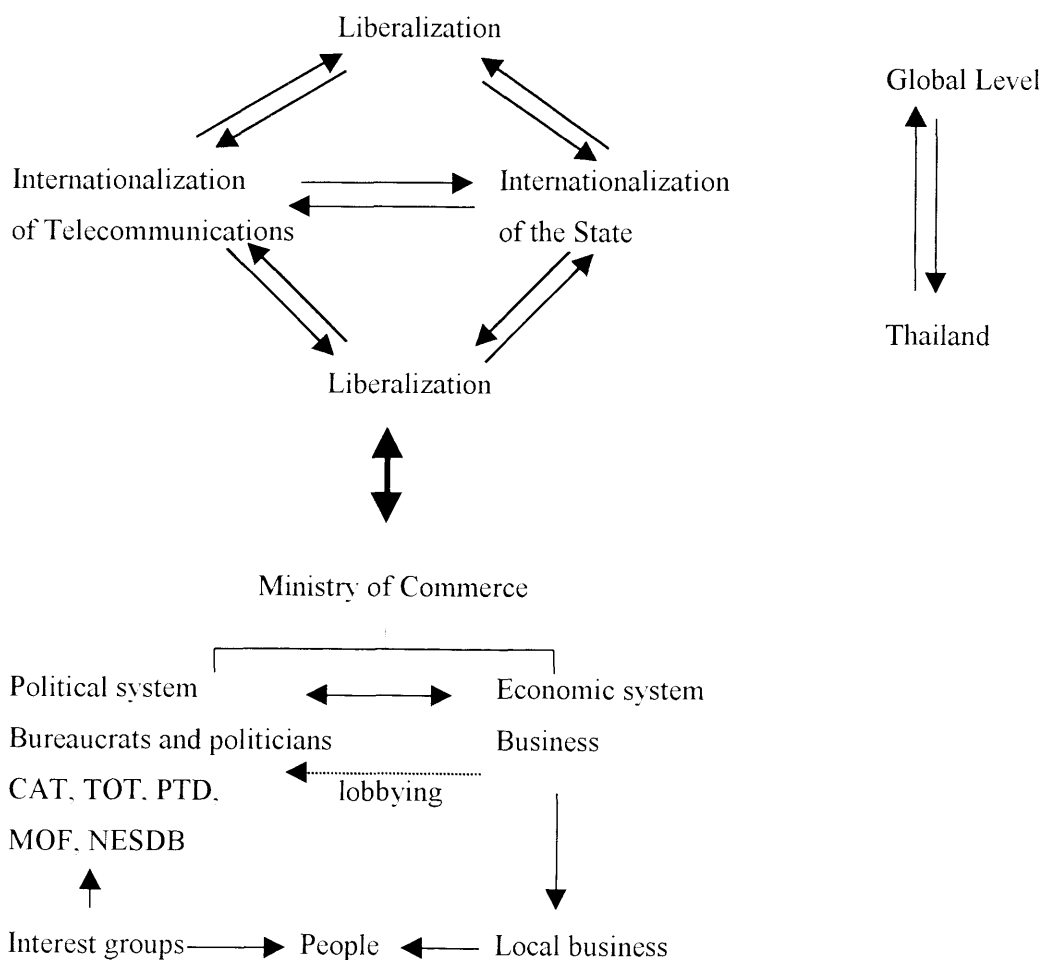 Liberalization
Global Level
Internationalization
of Telecommunications
Internationalization
of the State
Thailand
Liberalization
Ministry of Commerce
Political system
Bureaucrats and politicians
CAT, TOT, PTD,
MOF, NESDB
Economic system
Business
lobbying
Interest groups
People
Local business